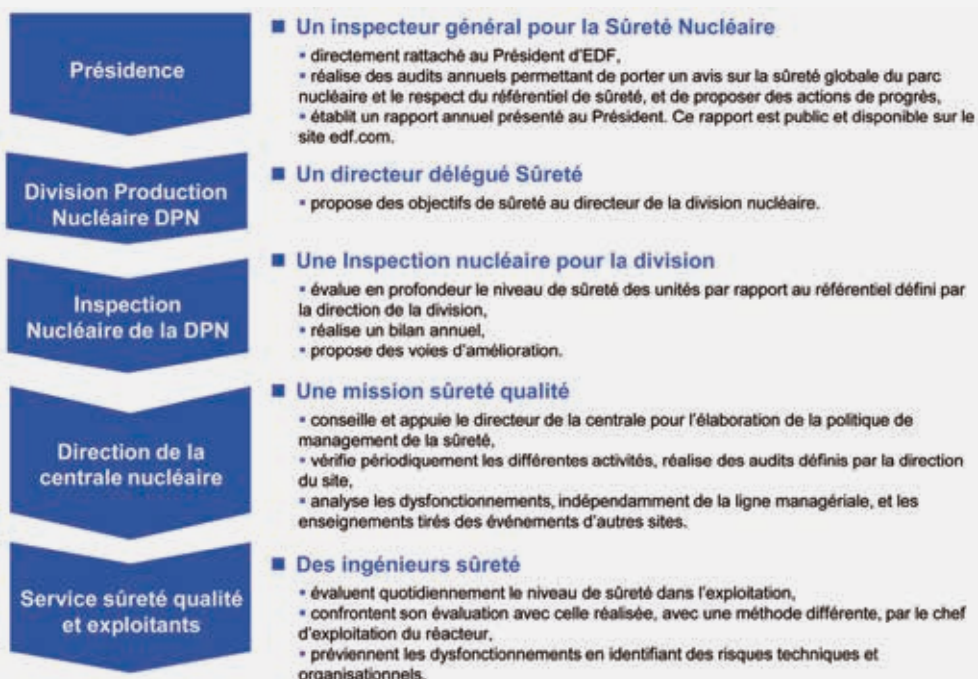 Présidence
■ Un inspecteur général pour la Sûreté Nucléaire
▪ directement rattaché au Président d'EDF,
▪ réalise des audits annuels permettant de porter un avis sur la sûreté globale du parc
nucléaire et le respect du référentiel de sûreté, et de proposer des actions de progrès,
▪ établit un rapport annuel présenté au Président. Ce rapport est public et disponible sur le
site edf.com.
Division Production
Nucléaire DPN
■ Un directeur délégué Sûreté
▪ propose des objectifs de sûreté au directeur de la division nucléaire.
Inspection
Nucléaire de la DPN
■ Une Inspection nucléaire pour la division
▪ évalue en profondeur le niveau de sûreté des unités par rapport au référentiel défini par
la direction de la division,
▪ réalise un bilan annuel,
▪ propose des voies d'amélioration.
Direction de la
centrale nucléaire
■ Une mission sûreté qualité
▪ conseille et appuie le directeur de la centrale pour l'élaboration de la politique de
management de la sûreté,
▪ vérifie périodiquement les différentes activités, réalise des audits définis par la direction
du site,
▪ analyse les dysfonctionnements, indépendamment de la ligne managériale, et les
enseignements tirés des événements d'autres sites.
Service sûreté qualité
et exploitants
■ Des ingénieurs sûreté
▪ évaluent quotidiennement le niveau de sûreté dans l'exploitation,
▪ confrontent son évaluation avec celle réalisée, avec une méthode différente, par le chef
d'exploitation du réacteur,
▪ préviennent les dysfonctionnements en identifiant des risques techniques et
organisationnels.